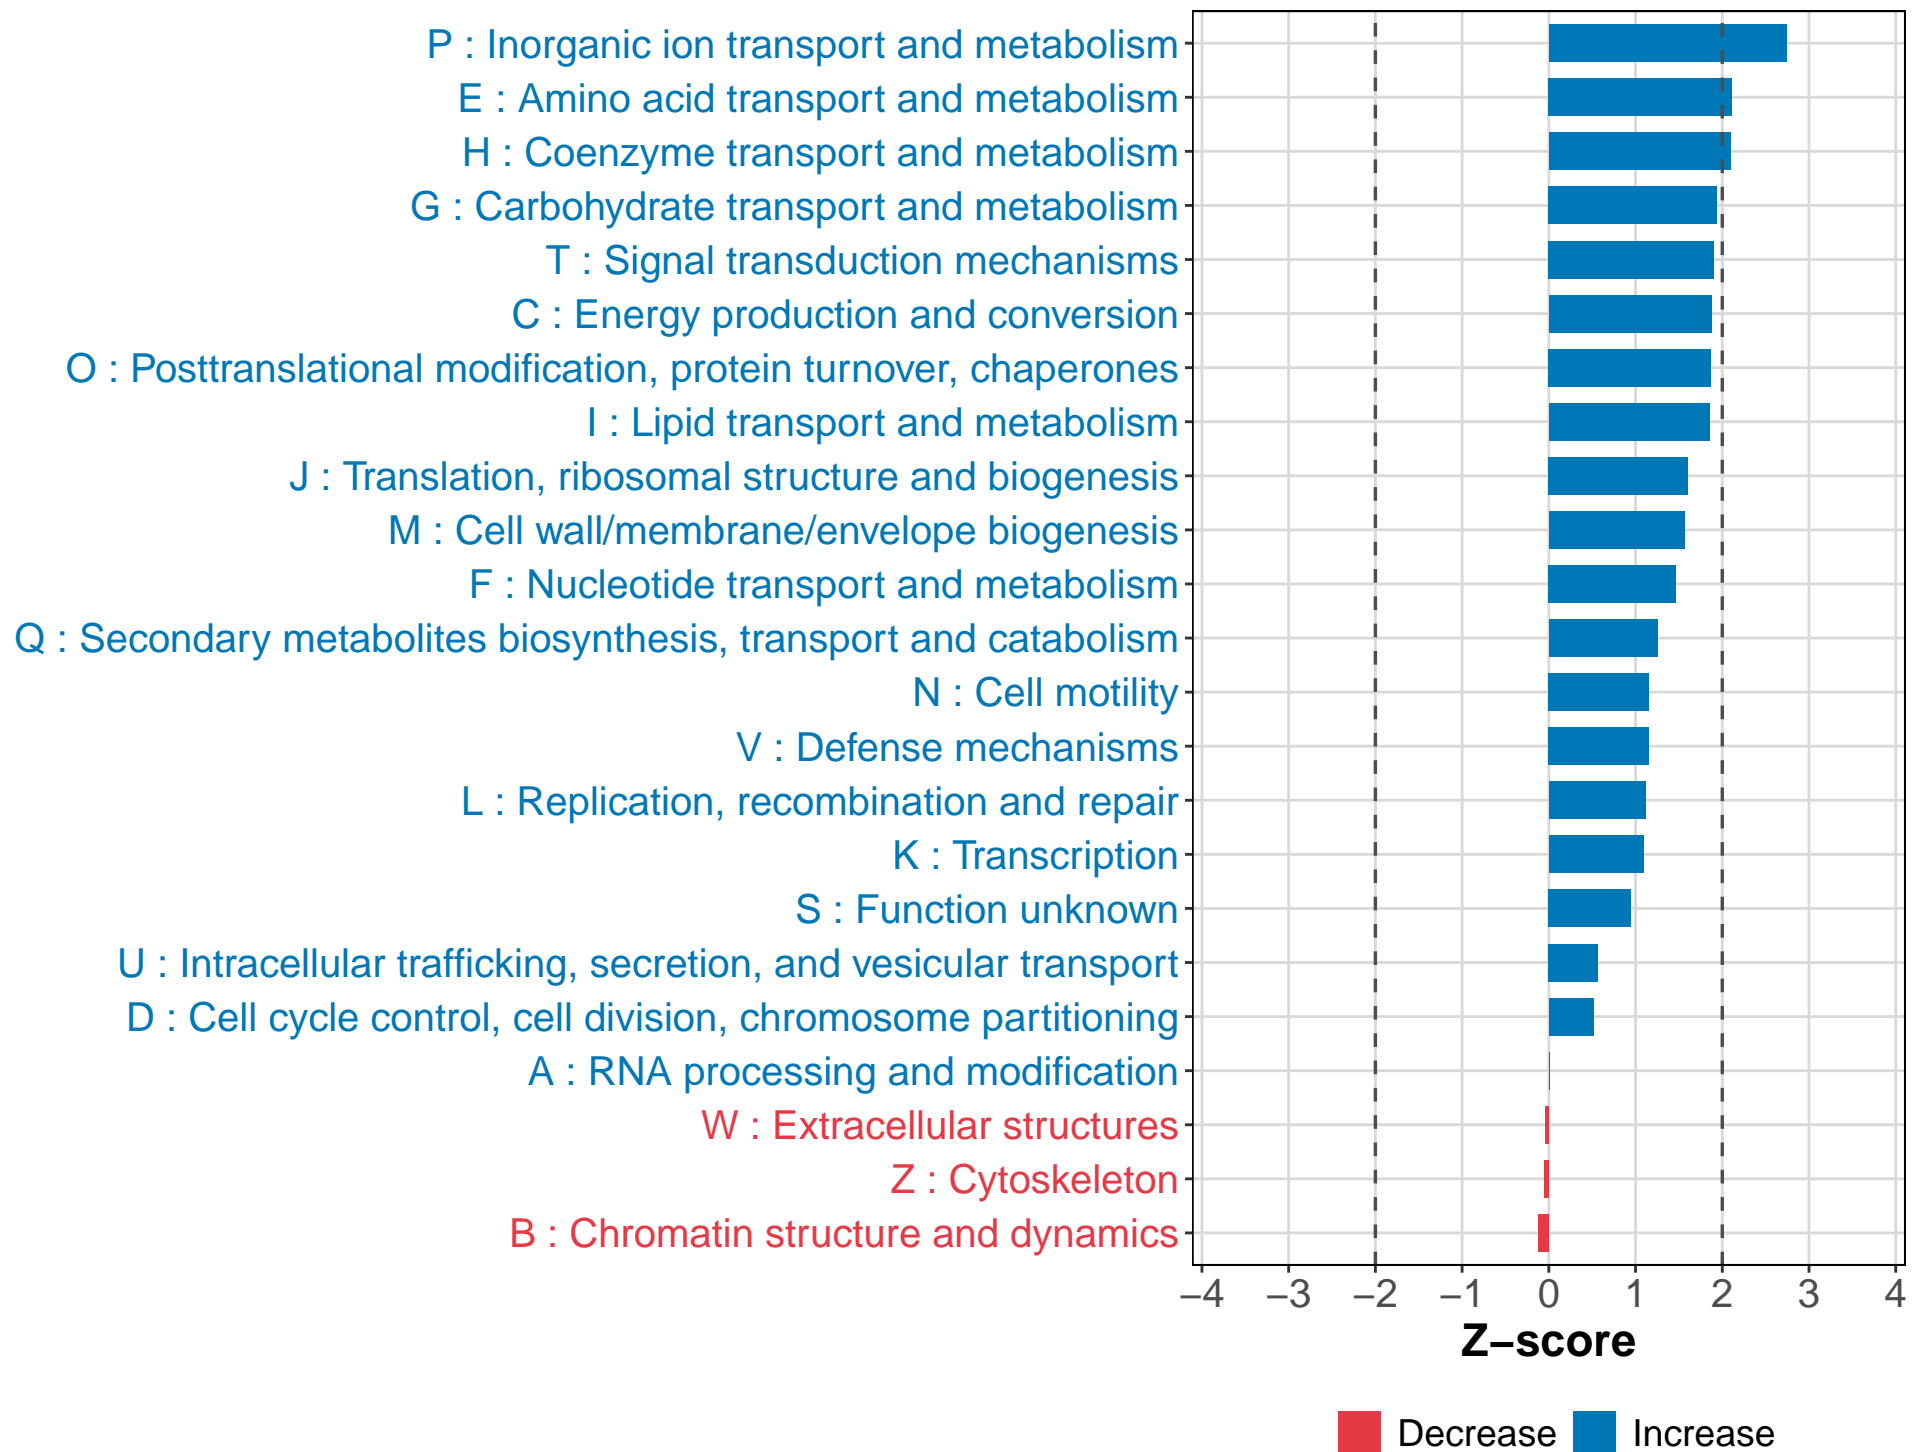 P : Inorganic ion transport and metabolism
E : Amino acid transport and metabolism
H : Coenzyme transport and metabolism
G : Carbohydrate transport and metabolism
T : Signal transduction mechanisms
C : Energy production and conversion
O : Posttranslational modification, protein turnover, chaperones
I : Lipid transport and metabolism
J : Translation, ribosomal structure and biogenesis
M : Cell wall/membrane/envelope biogenesis
F : Nucleotide transport and metabolism
Q : Secondary metabolites biosynthesis, transport and catabolism
N : Cell motility
V : Defense mechanisms
L : Replication, recombination and repair
K : Transcription
S : Function unknown
U : Intracellular trafficking, secretion, and vesicular transport
D : Cell cycle control, cell division, chromosome partitioning
A : RNA processing and modification
W : Extracellular structures
Z : Cytoskeleton
B : Chromatin structure and dynamics
−4 −3 −2 −1 0 1 2 3 4
Z−score
Decrease Increase